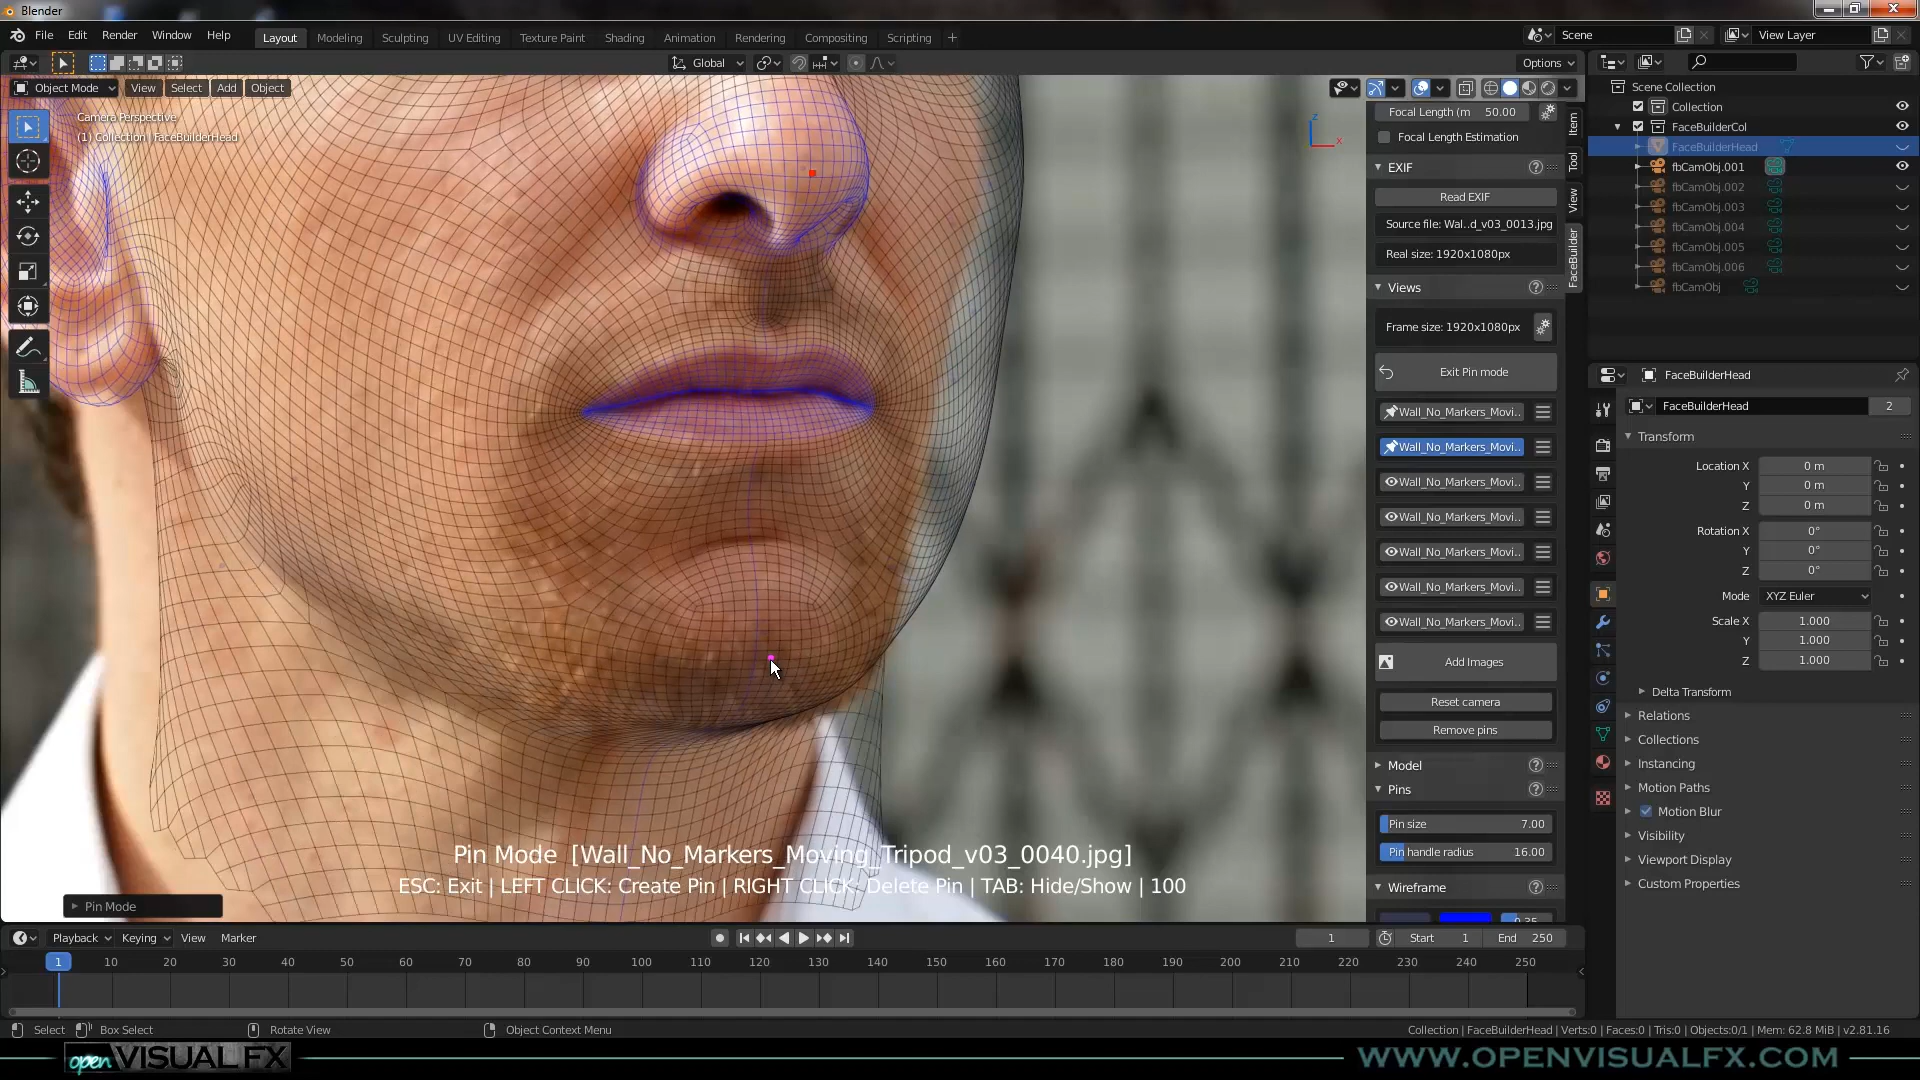 Blender
File Edit Render Window Help
Layout Modeling Sculpting UV Editing Texture Paint Shading Animation Rendering Compositing Scripting +
Scene
View Layer
Global
Options
Object Mode View Select Add Object
Camera Perspective
(1) Collection | FaceBuilderHead
Focal Length (m 50.00
Focal Length Estimation
EXIF
Read EXIF
Source file: Wal..d_v03_0013.jpg
Real size: 1920x1080px
Views
Frame size: 1920x1080px
Exit Pin mode
Wall_No_Markers_Movi..
Wall_No_Markers_Movi..
Wall_No_Markers_Movi..
Wall_No_Markers_Movi..
Wall_No_Markers_Movi..
Wall_No_Markers_Movi..
Wall_No_Markers_Movi..
Add Images
Reset camera
Remove pins
Model
Pins
Pin size 7.00
Pin handle radius 16.00
Wireframe
0.35
Item
Tool
View
FaceBuilder
Z
X
Scene Collection
Collection
FaceBuilderCol
FaceBuilderHead
fbCamObj.001
fbCamObj.002
fbCamObj.003
fbCamObj.004
fbCamObj.005
fbCamObj.006
fbCamObj
FaceBuilderHead
FaceBuilderHead 2
Transform
Location X 0 m
Y 0 m
Z 0 m
Rotation X 0°
Y 0°
Z 0°
Mode XYZ Euler
Scale X 1.000
Y 1.000
Z 1.000
Delta Transform
Relations
Collections
Instancing
Motion Paths
Motion Blur
Visibility
Viewport Display
Custom Properties
Pin Mode [Wall_No_Markers_Moving_Tripod_v03_0040.jpg]
ESC: Exit | LEFT CLICK: Create Pin | RIGHT CLICK: Delete Pin | TAB: Hide/Show | 100
Pin Mode
Playback Keying View Marker
1 Start 1 End 250
1 10 20 30 40 50 60 70 80 90 100 110 120 130 140 150 160 170 180 190 200 210 220 230 240 250
Select Box Select Rotate View Object Context Menu
Collection | FaceBuilderHead | Verts:0 | Faces:0 | Tris:0 | Objects:0/1 | Mem: 62.8 MiB | v2.81.16
open VISUALFX
WWW.OPENVISUALFX.COM